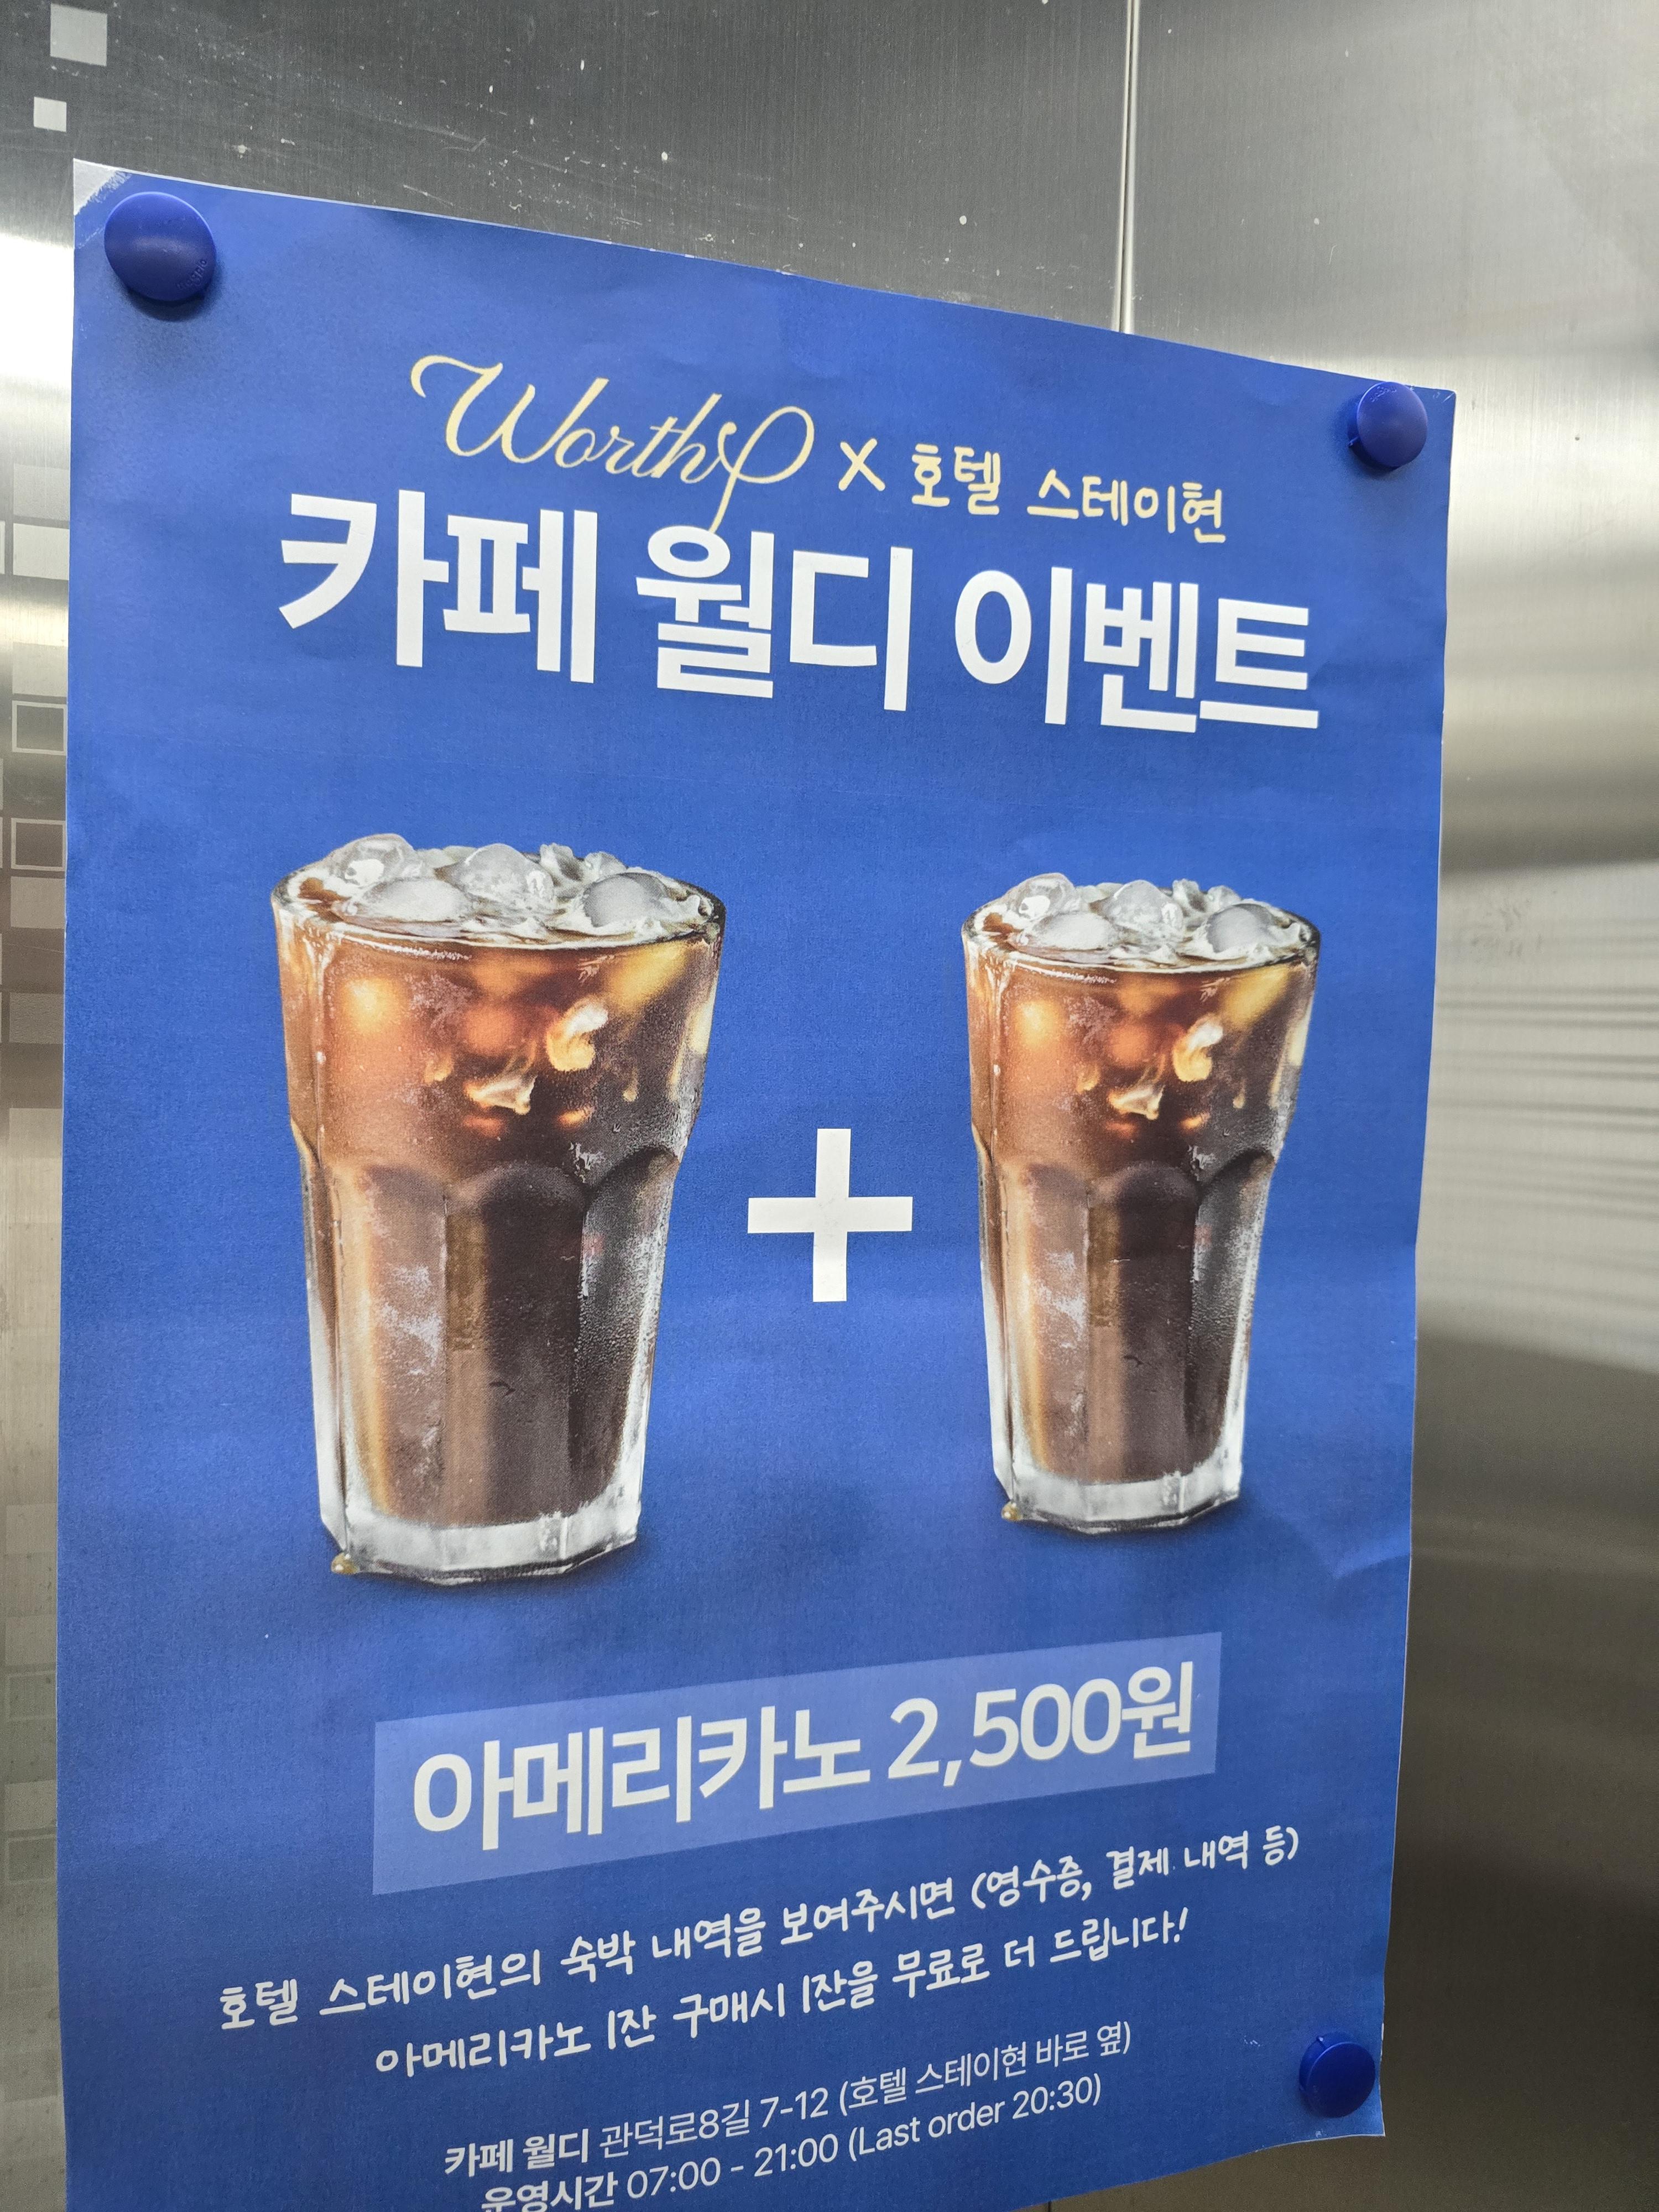 Worthy X 호텔 스테이현
카페 월디 이벤트
+
아메리카노 2,500원
호텔 스테이현의 숙박 내역을 보여주시면 (영수증, 결제 내역 등)
아메리카노 1잔 구매시 1잔을 무료로 더 드립니다!
카페 월디 관덕로8길 7-12 (호텔 스테이현 바로 옆)
운영시간 07:00 - 21:00 (Last order 20:30)